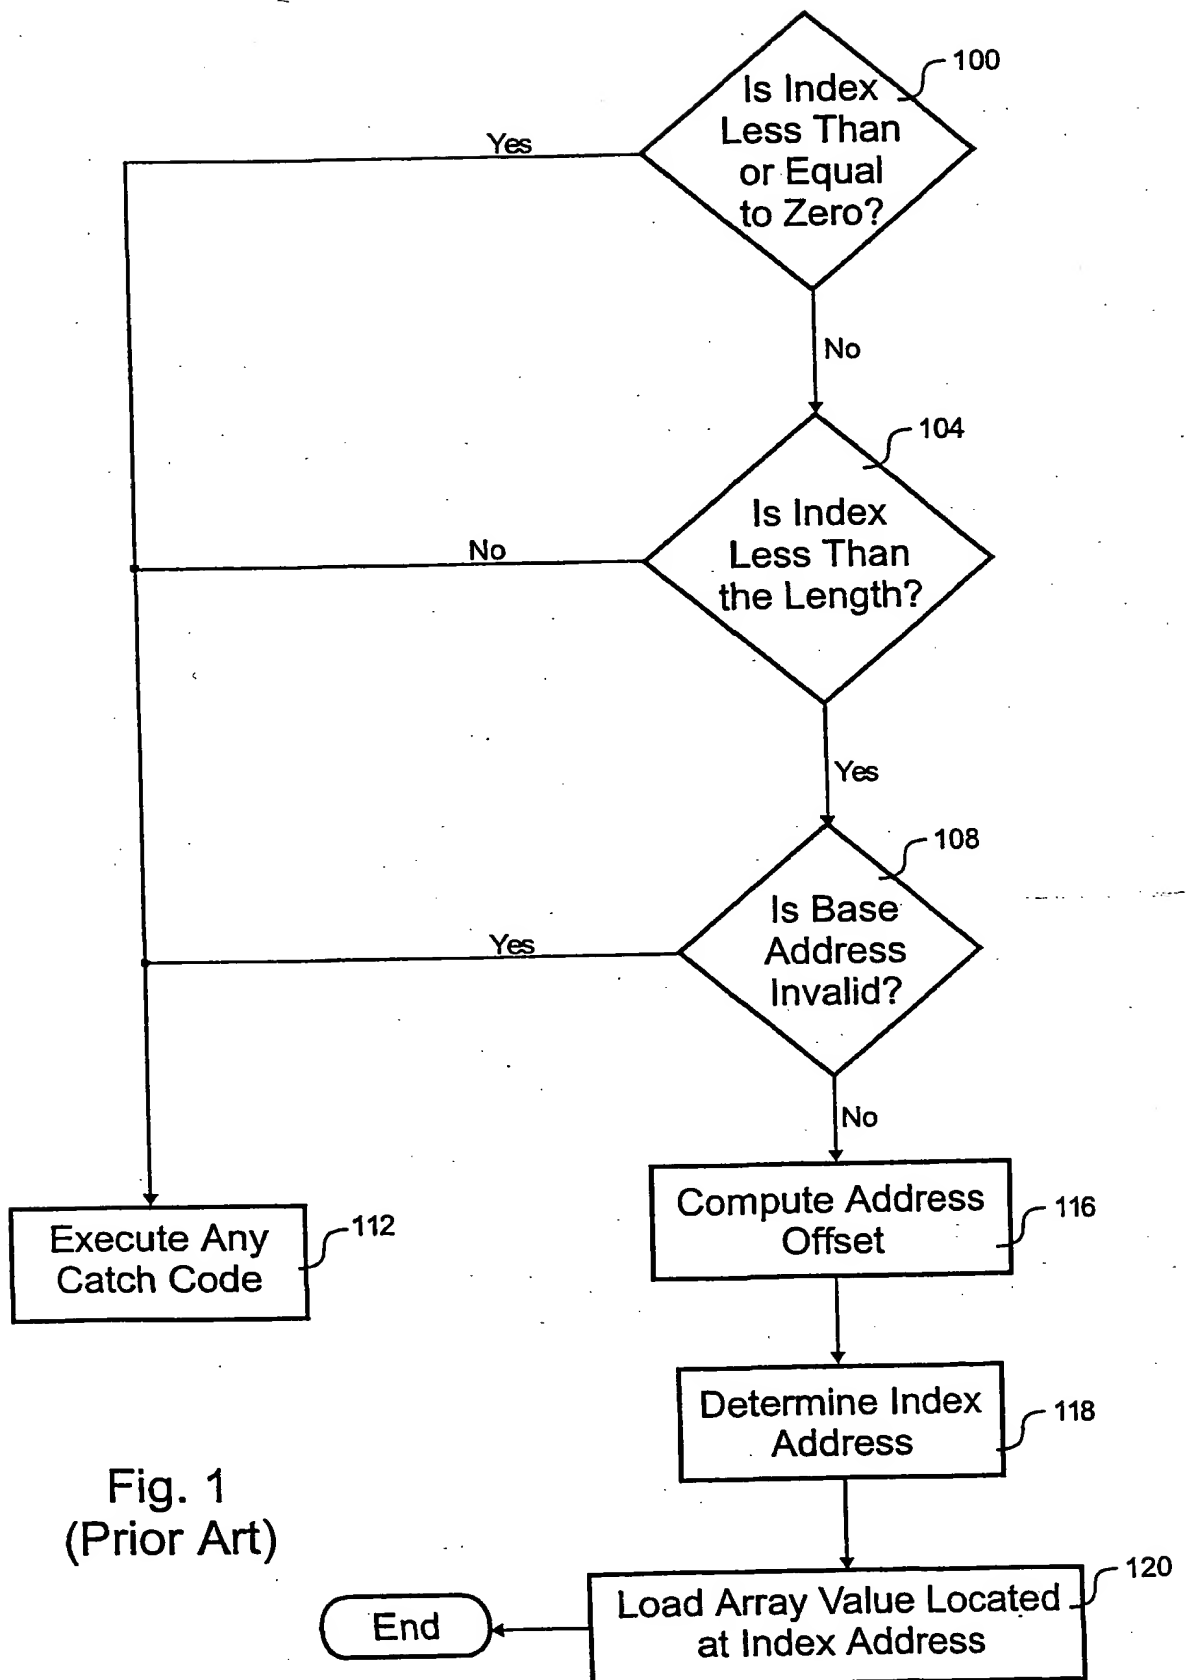 100
Is Index
Less Than
or Equal
to Zero?
Yes
No
104
Is Index
Less Than
the Length?
No
Yes
108
Is Base
Address
Invalid?
Yes
No
Compute Address
Offset
116
Execute Any
Catch Code
112
Determine Index
Address
118
Fig. 1
(Prior Art)
Load Array Value Located
at Index Address
120
End